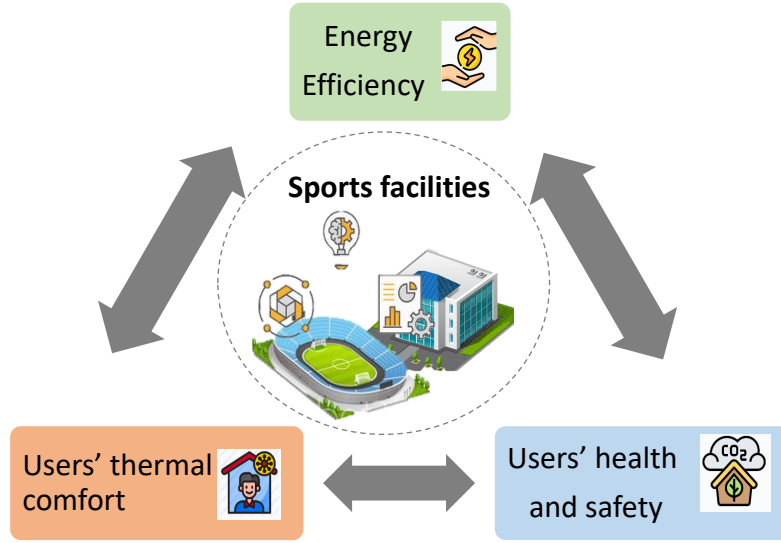 Energy
Efficiency
Sports facilities
Users’ thermal
comfort
Users’ health
and safety
CO₂